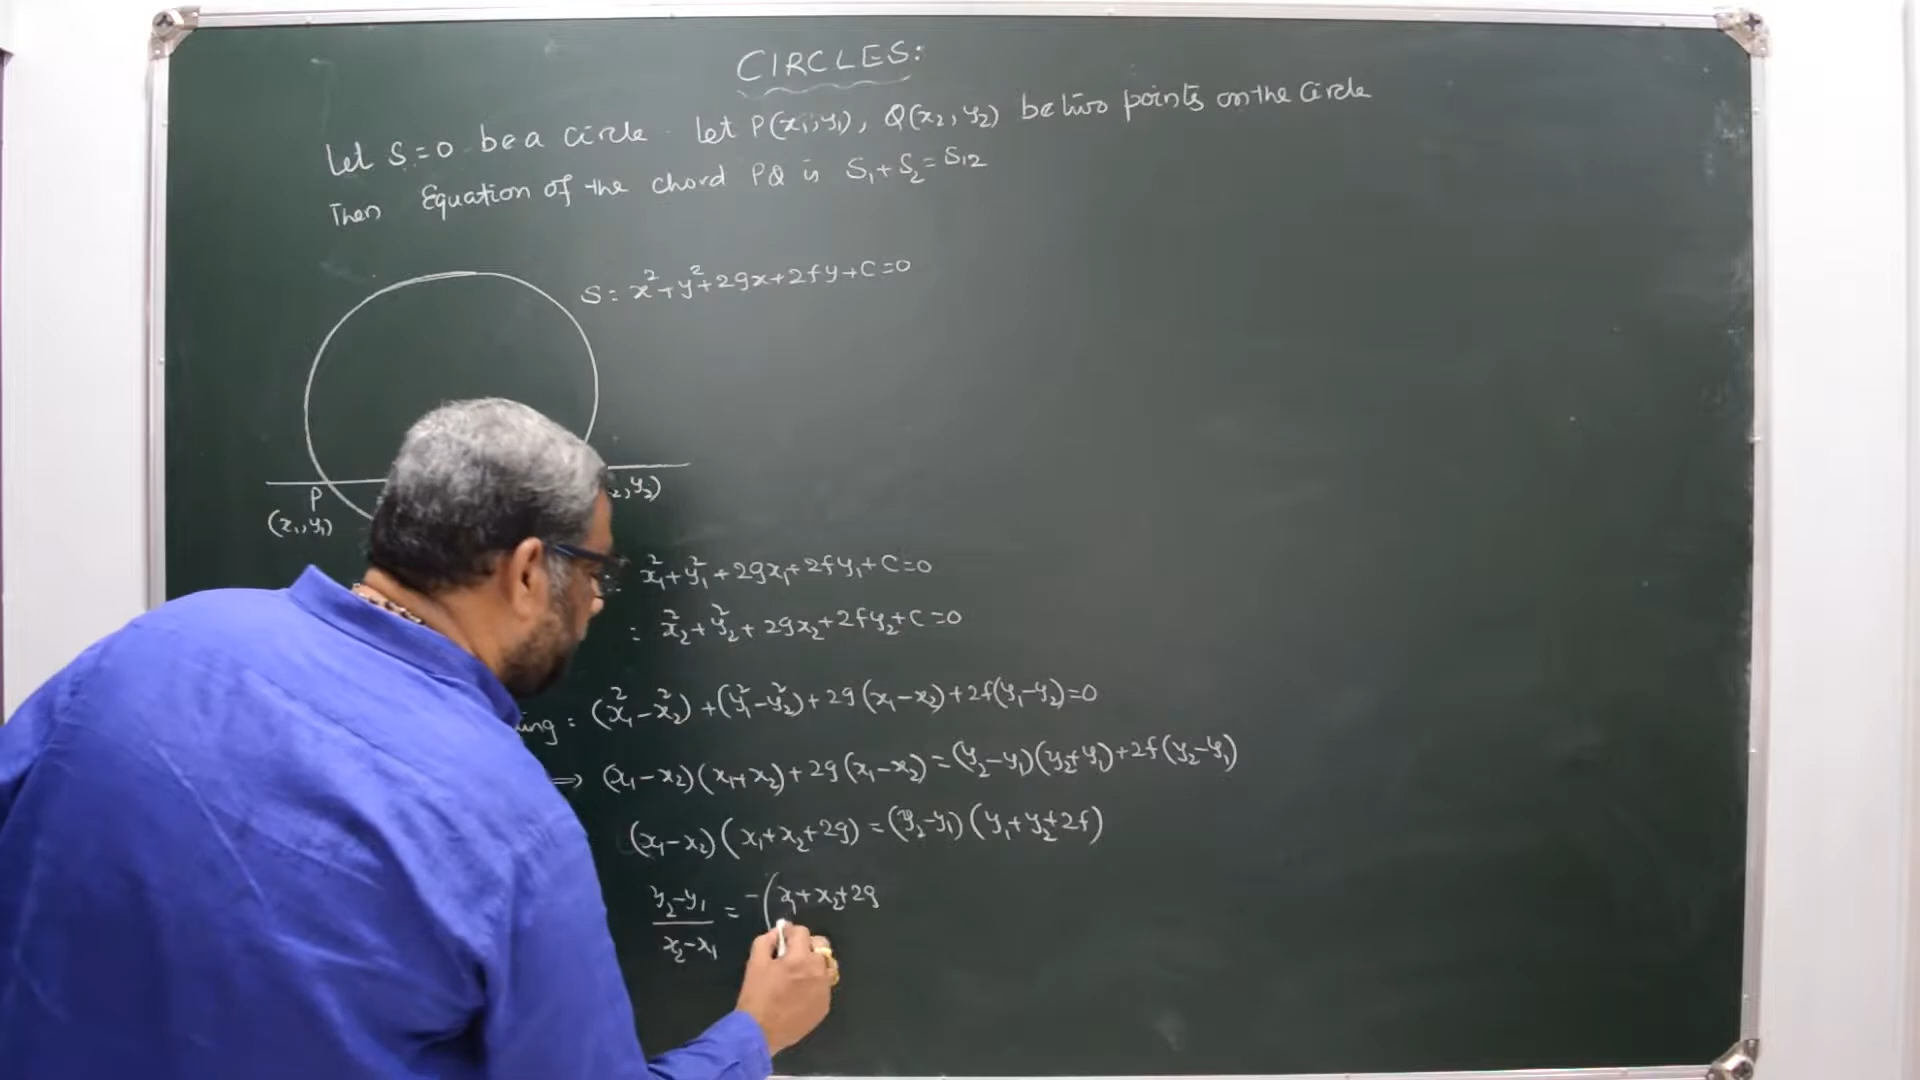 CIRCLES:
Let S=0 be a circle. Let P(x₁,y₁), Q(x₂,y₂) be two points on the circle
Then Equation of the chord PQ is S₁+S₂=S₁₂
S: x²+y²+2gx+2fy+c=0
P
(x₁,y₁)
₂,y₂)
: x₁²+y₁²+2gx₁+2fy₁+c=0
: x₂²+y₂²+2gx₂+2fy₂+c=0
ing: (x₁²-x₂²)+(y₁²-y₂²)+2g(x₁-x₂)+2f(y₁-y₂)=0
⇒ (x₁-x₂)(x₁+x₂)+2g(x₁-x₂)=(y₂-y₁)(y₂+y₁)+2f(y₂-y₁)
(x₁-x₂)(x₁+x₂+2g)=(y₂-y₁)(y₁+y₂+2f)
(y₂-y₁)/(x₂-x₁) = -(x₁+x₂+2g